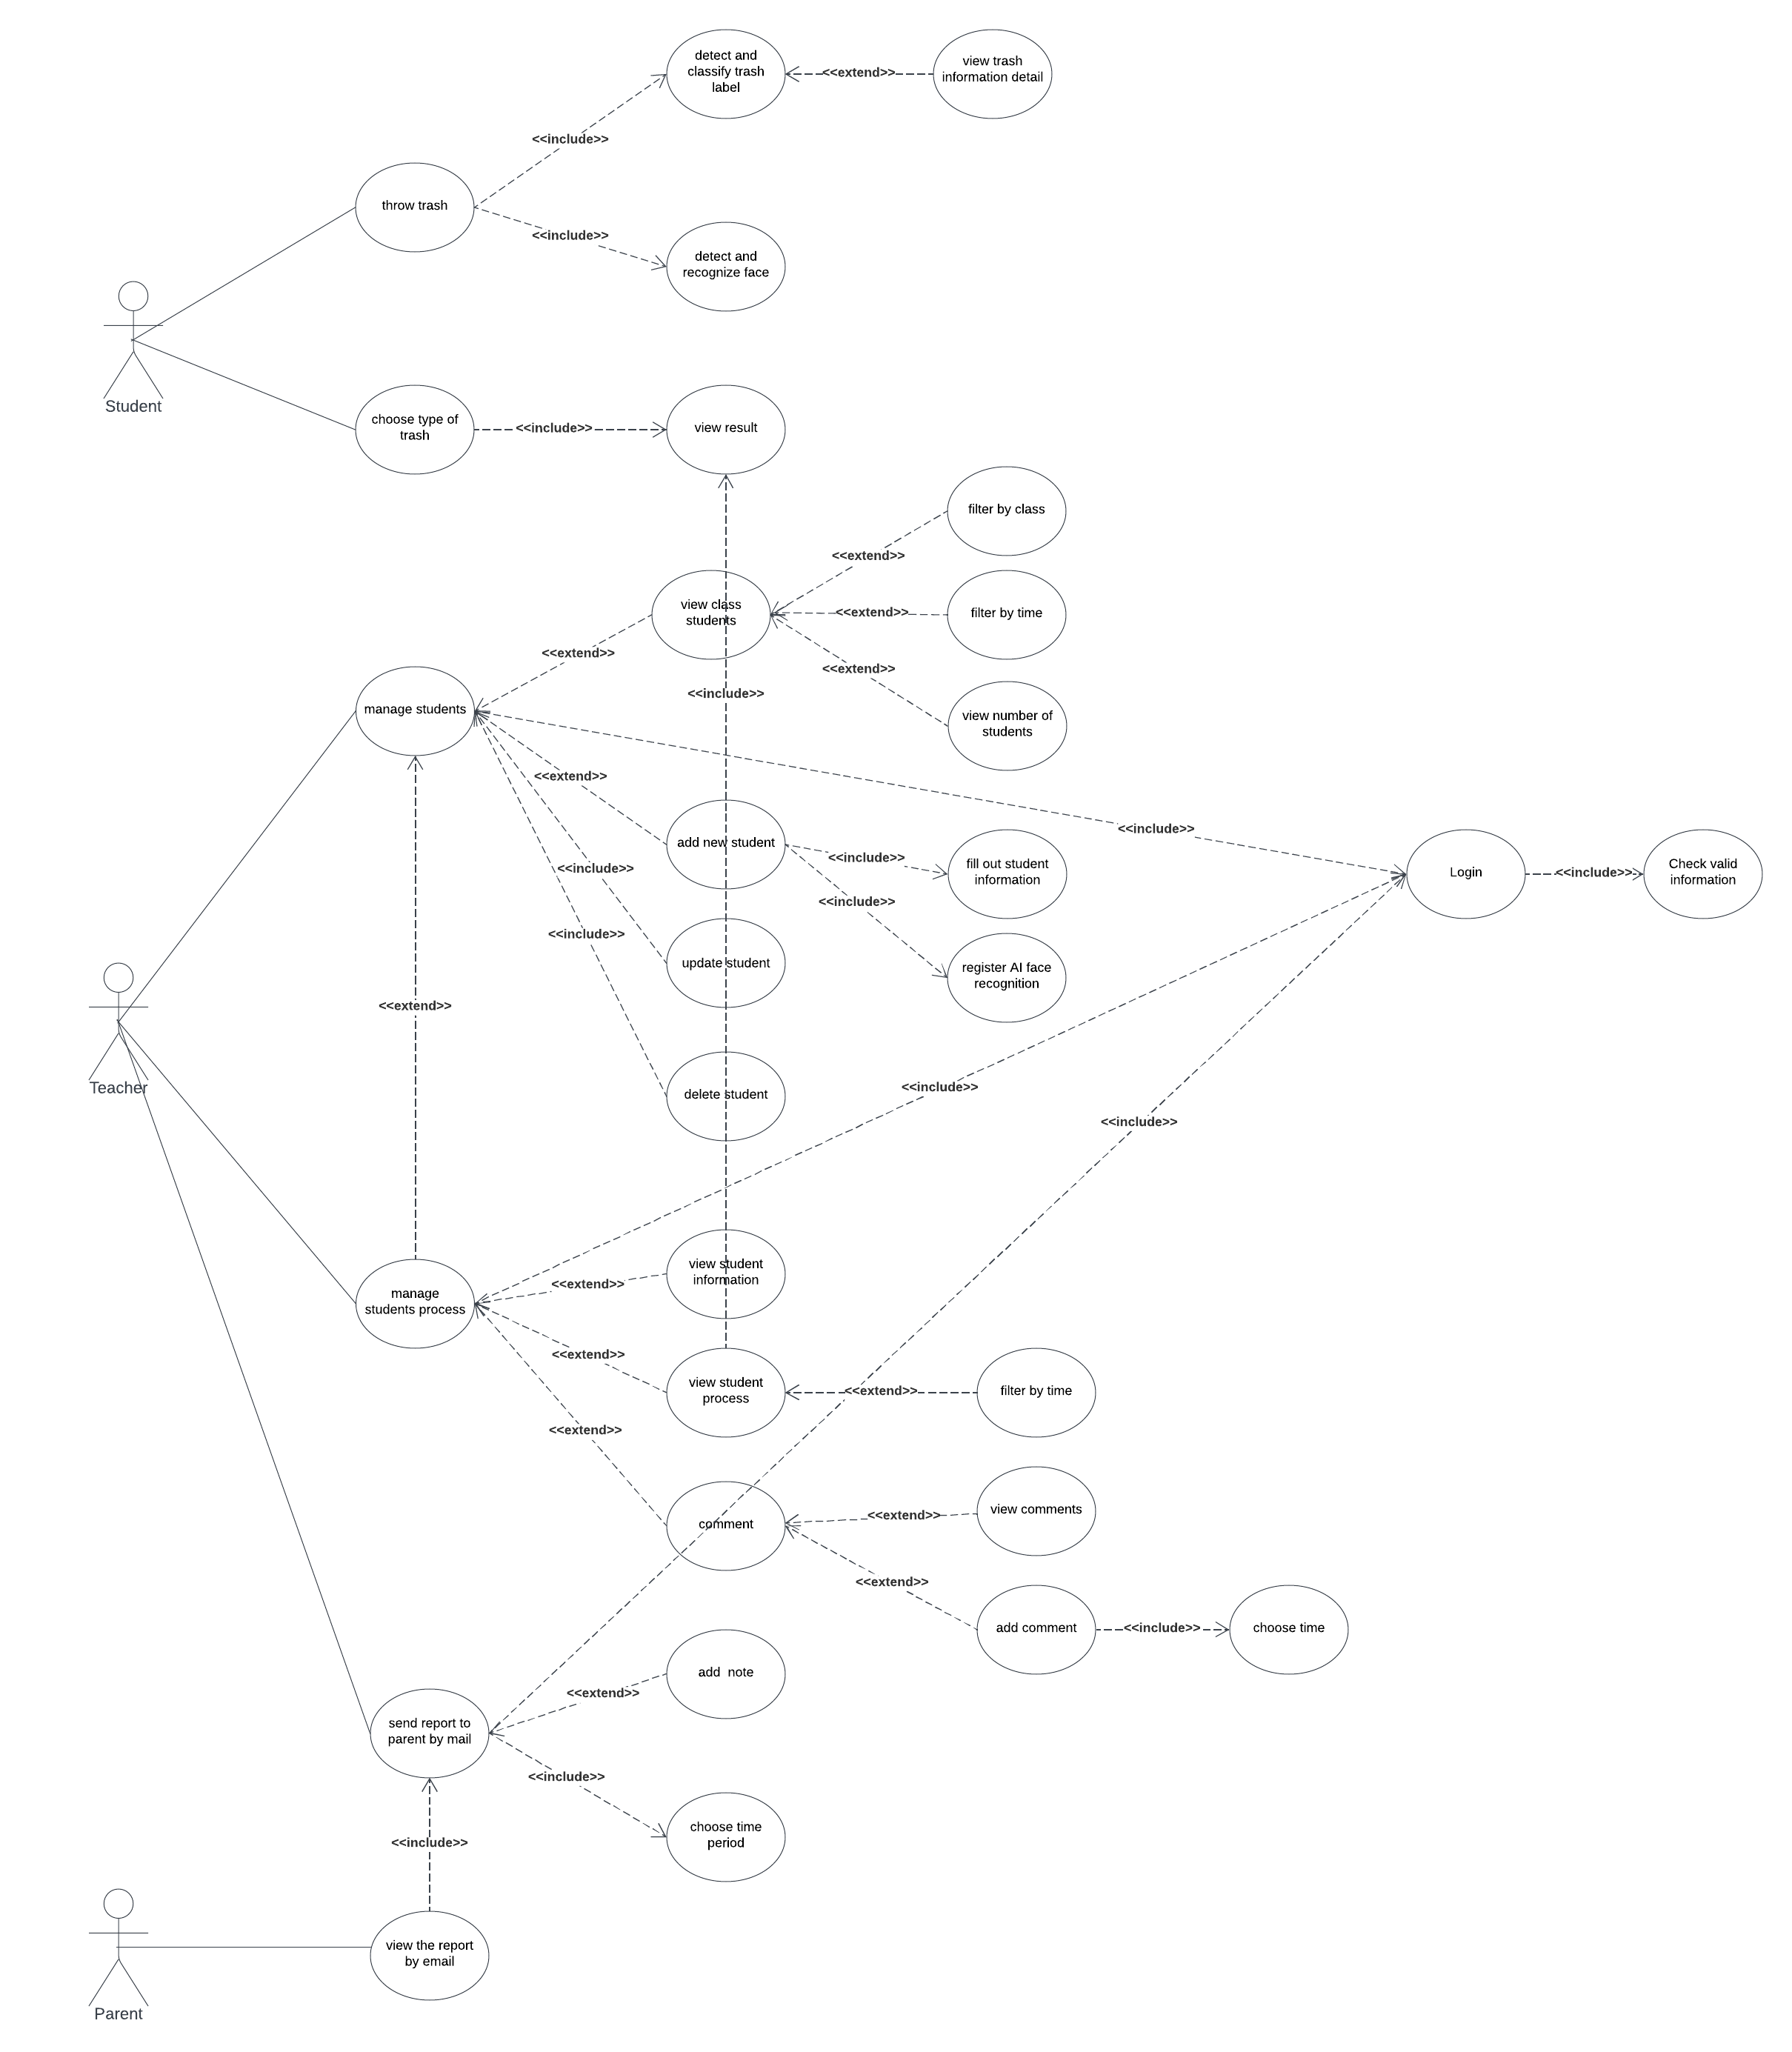 detect and
classify trash
label
<<extend>>
view trash
information detail
<<include>>
throw trash
<<include>>
detect and
recognize face
Student
choose type of
trash
<<include>>
view result
filter by class
<<extend>>
view class
students
<<extend>>
filter by time
<<extend>>
<<extend>>
<<include>>
manage students
view number of
students
<<extend>>
<<include>>
add new student
<<include>>
fill out student
information
<<include>>
<<include>>
Login
<<include>>
Check valid
information
<<include>>
update student
register AI face
recognition
<<extend>>
Teacher
delete student
<<include>>
<<include>>
view student
information
<<extend>>
manage
students process
<<extend>>
view student
process
<<extend>>
filter by time
<<extend>>
comment
<<extend>>
view comments
<<extend>>
add comment
<<include>>
choose time
add  note
<<extend>>
send report to
parent by mail
<<include>>
choose time
period
<<include>>
view the report
by email
Parent